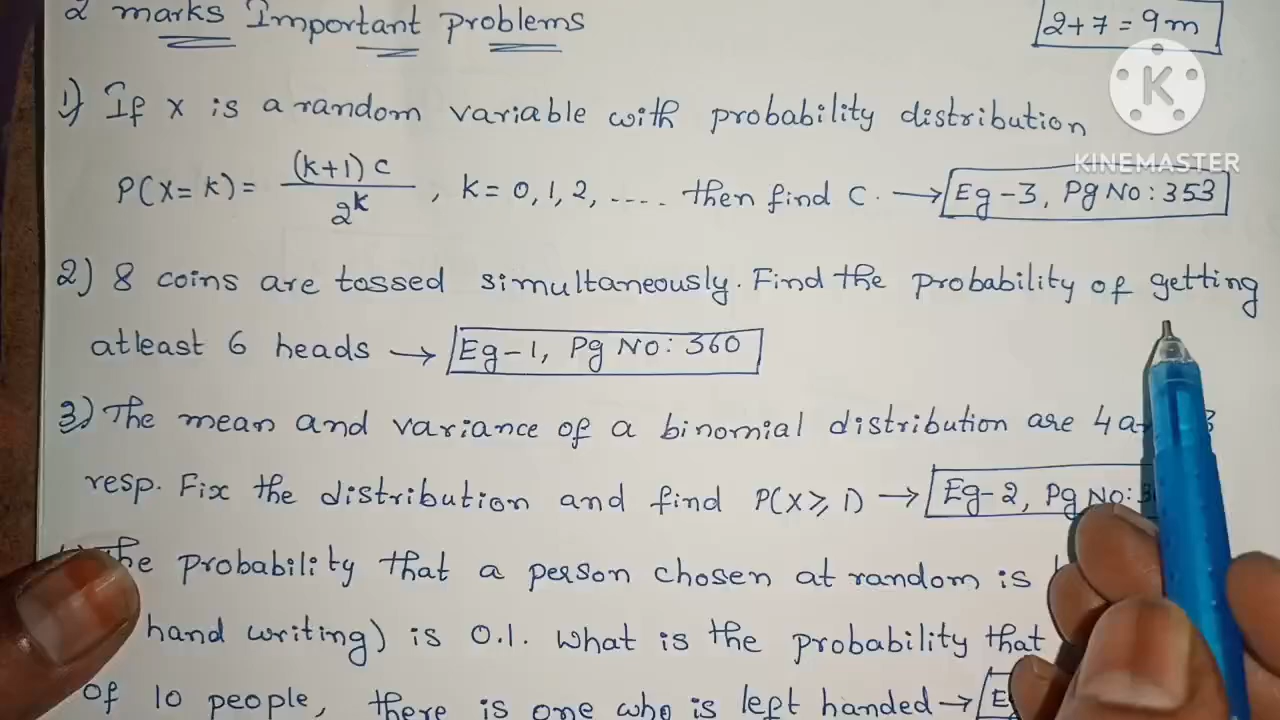 2 marks Important problems
2+7=9m
K
KINEMASTER
1) If x is a random variable with probability distribution
P(X=k) = (k+1) c / 2^k , k = 0, 1, 2, .... then find C. → Eg-3, Pg No: 353
2) 8 coins are tossed simultaneously. Find the probability of getting
atleast 6 heads → Eg-1, Pg No: 360
3) The mean and variance of a binomial distribution are 4 3
resp. Fix the distribution and find P(X≥1) → Eg-2, Pg No:
The probability that a person chosen at random is
hand writing) is 0.1. What is the probability that
of 10 people, there is one who is left handed →